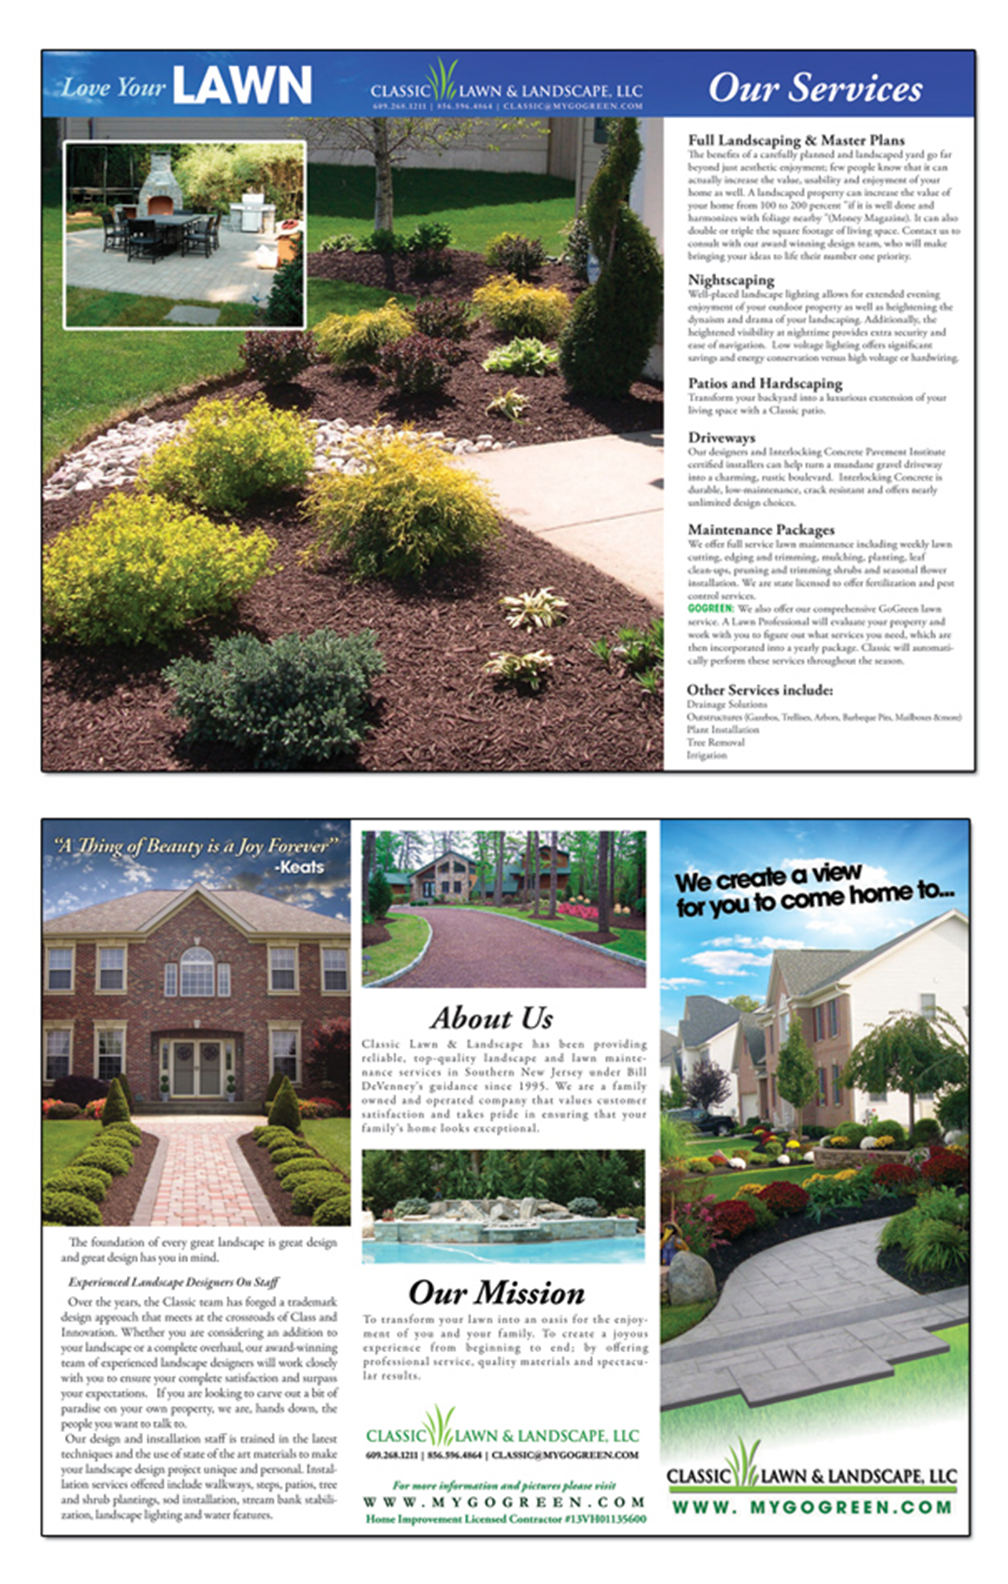 Love Your LAWN
CLASSIC LAWN & LANDSCAPE, LLC
609.268.1211 | 856.596.4864 | CLASSIC@MYGOGREEN.COM
Our Services
Full Landscaping & Master Plans
The benefits of a carefully planned and landscaped yard go far
beyond just aesthetic enjoyment; few people know that it can
actually increase the value, usability and enjoyment of your
home as well. A landscaped property can increase the value of
your home from 100 to 200 percent "if it is well done and
harmonizes with foliage nearby "(Money Magazine). It can also
double or triple the square footage of living space. Contact us to
consult with our award winning design team, who will make
bringing your ideas to life their number one priority.
Nightscaping
Well-placed landscape lighting allows for extended evening
enjoyment of your outdoor property as well as heightening the
dynaism and drama of your landscaping. Additionally, the
heightened visibility at nighttime provides extra security and
ease of navigation. Low voltage lighting offers significant
savings and energy conservation versus high voltage or hardwiring.
Patios and Hardscaping
Transform your backyard into a luxurious exstension of your
living space with a Classic patio.
Driveways
Our designers and Interlocking Concrete Pavement Institute
certified installers can help turn a mundane gravel driveway
into a charming, rustic boulevard. Interlocking Concrete is
durable, low-maintenance, crack resistant and offers nearly
unlimited design choices.
Maintenance Packages
We offer full service lawn maintenance including weekly lawn
cutting, edging and trimming, mulching, planting, leaf
clean-ups, pruning and trimming shrubs and seasonal flower
installation. We are state licensed to offer fertilization and pest
control services.
GOGREEN: We also offer our comprehensive GoGreen lawn
service. A Lawn Professional will evaluate your property and
work with you to figure out what services you need, which are
then incorporated into a yearly package. Classic will automati-
cally perform these services throughout the season.
Other Services include:
Drainage Solutions
Outstructures (Gazebos, Trellises, Arbors, Barbeque Pits, Mailboxes &more)
Plant Installation
Tree Removal
Irrigation
"A Thing of Beauty is a Joy Forever"
-Keats
The foundation of every great landscape is great design
and great design has you in mind.
Experienced Landscape Designers On Staff
Over the years, the Classic team has forged a trademark
design approach that meets at the crossroads of Class and
Innovation. Whether you are considering an addition to
your landscape or a complete overhaul, our award-winning
team of experienced landscape designers will work closely
with you to ensure your complete satisfaction and surpass
your expectations. If you are looking to carve out a bit of
paradise on your own property, we are, hands down, the
people you want to talk to.
Our design and installation staff is trained in the latest
techniques and the use of state of the art materials to make
your landscape design project unique and personal. Instal-
lation services offered include walkways, steps, patios, tree
and shrub plantings, sod installation, stream bank stabili-
zation, landscape lighting and water features.
About Us
Classic Lawn & Landscape has been providing
reliable, top-quality landscape and lawn mainte-
nance services in Southern New Jersey under Bill
DeVenney's guidance since 1995. We are a family
owned and operated company that values customer
satisfaction and takes pride in ensuring that your
family's home looks exceptional.
Our Mission
To transform your lawn into an oasis for the enjoy-
ment of you and your family. To create a joyous
experience from beginning to end; by offering
professional service, quality materials and spectacu-
lar results.
CLASSIC LAWN & LANDSCAPE, LLC
609.268.1211 | 856.596.4864 | CLASSIC@MYGOGREEN.COM
For more information and pictures please visit
WWW.MYGOGREEN.COM
Home Improvement Licensed Contractor #13VH01135600
We create a view
for you to come home to...
CLASSIC LAWN & LANDSCAPE, LLC
WWW. MYGOGREEN.COM